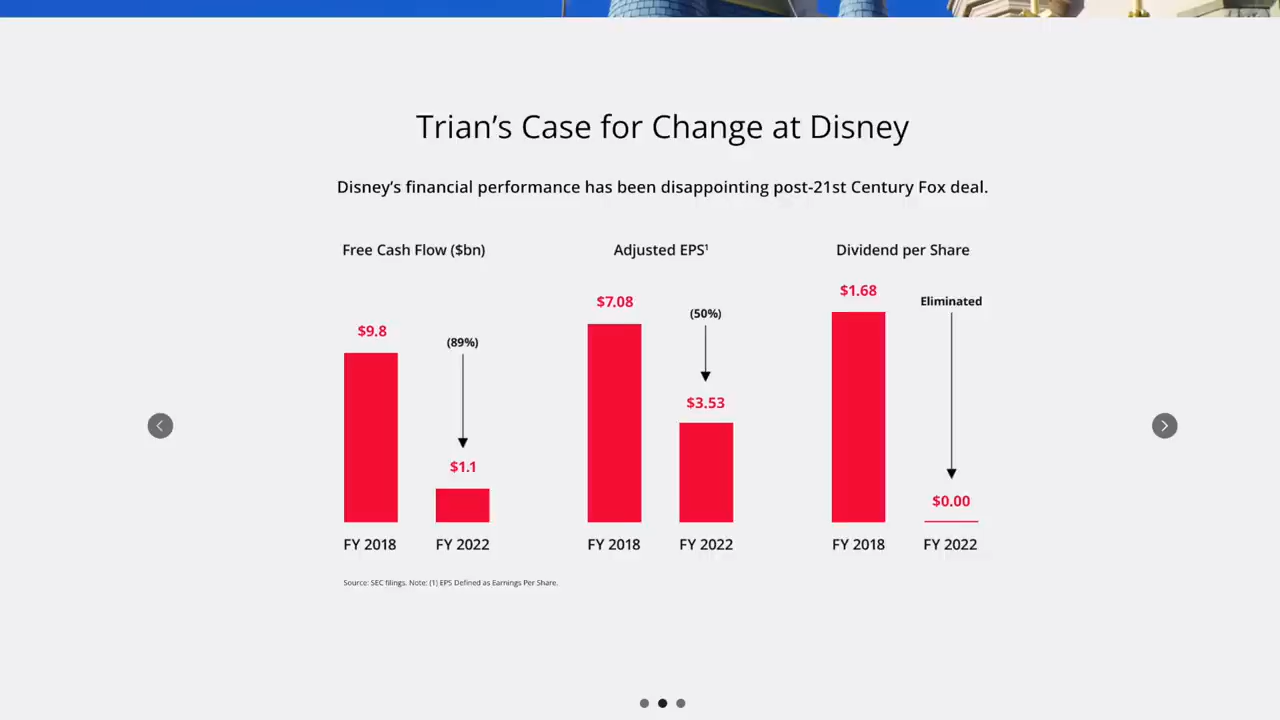 Trian’s Case for Change at Disney
Disney’s financial performance has been disappointing post-21st Century Fox deal.
Free Cash Flow ($bn)
$9.8
(89%)
$1.1
FY 2018
FY 2022
Adjusted EPS¹
$7.08
(50%)
$3.53
FY 2018
FY 2022
Dividend per Share
$1.68
Eliminated
$0.00
FY 2018
FY 2022
Source: SEC filings. Note: (1) EPS Defined as Earnings Per Share.